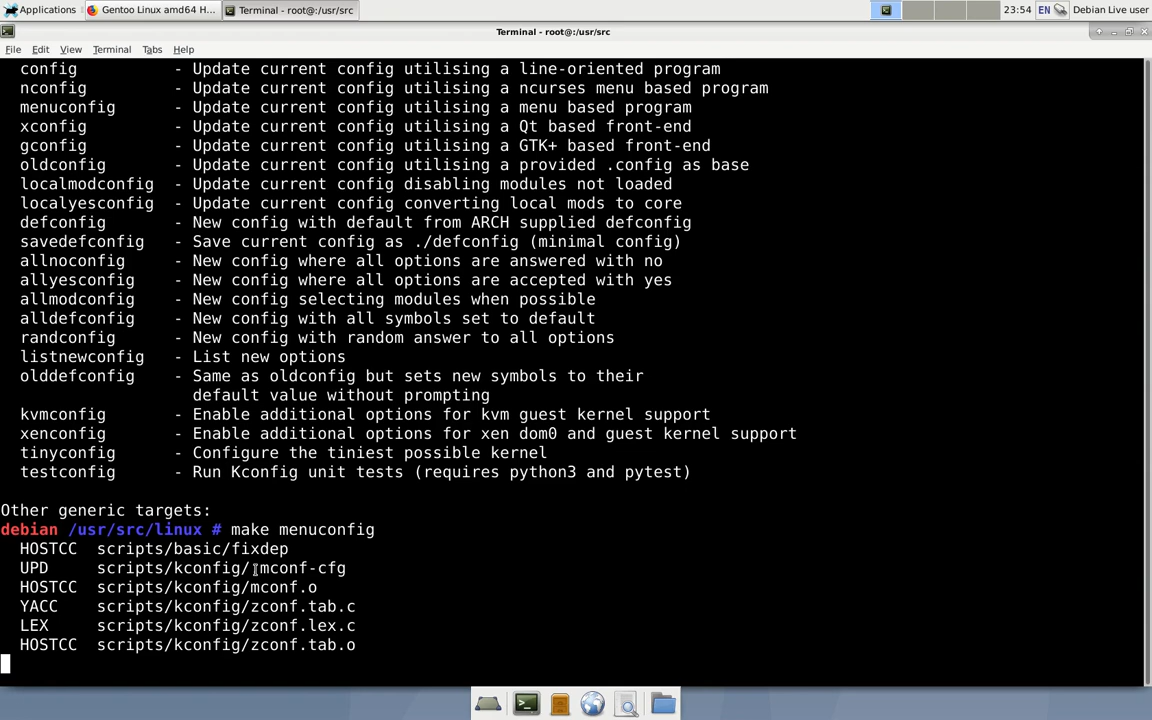 Applications
Gentoo Linux amd64 H...
Terminal - root@:/usr/src
23:54
EN
Debian Live user
Terminal - root@:/usr/src
File Edit View Terminal Tabs Help
config - Update current config utilising a line-oriented program
nconfig - Update current config utilising a ncurses menu based program
menuconfig - Update current config utilising a menu based program
xconfig - Update current config utilising a Qt based front-end
gconfig - Update current config utilising a GTK+ based front-end
oldconfig - Update current config utilising a provided .config as base
localmodconfig - Update current config disabling modules not loaded
localyesconfig - Update current config converting local mods to core
defconfig - New config with default from ARCH supplied defconfig
savedefconfig - Save current config as ./defconfig (minimal config)
allnoconfig - New config where all options are answered with no
allyesconfig - New config where all options are accepted with yes
allmodconfig - New config selecting modules when possible
alldefconfig - New config with all symbols set to default
randconfig - New config with random answer to all options
listnewconfig - List new options
olddefconfig - Same as oldconfig but sets new symbols to their
default value without prompting
kvmconfig - Enable additional options for kvm guest kernel support
xenconfig - Enable additional options for xen dom0 and guest kernel support
tinyconfig - Configure the tiniest possible kernel
testconfig - Run Kconfig unit tests (requires python3 and pytest)
Other generic targets:
debian /usr/src/linux # make menuconfig
HOSTCC scripts/basic/fixdep
UPD scripts/kconfig/.mconf-cfg
HOSTCC scripts/kconfig/mconf.o
YACC scripts/kconfig/zconf.tab.c
LEX scripts/kconfig/zconf.lex.c
HOSTCC scripts/kconfig/zconf.tab.o